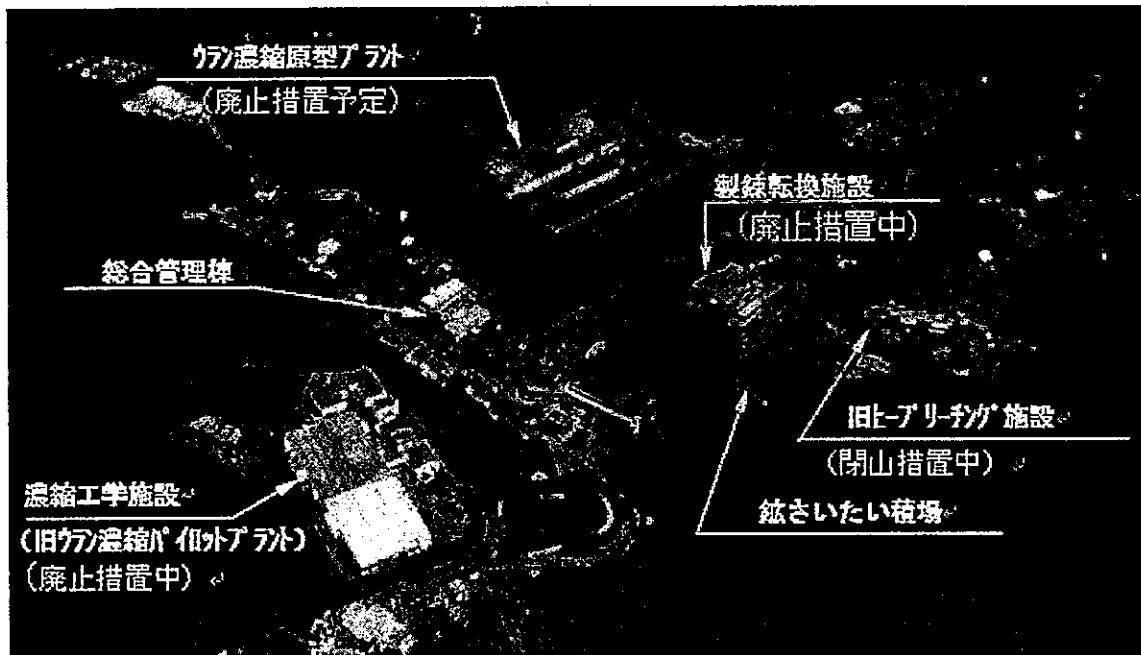 ウラン濃縮原型プラント
(廃止措置予定)
製錬転換施設
(廃止措置中)
総合管理棟
旧ヒープリーチング施設
(閉山措置中)
鉱さいたい積場
濃縮工学施設
(旧ウラン濃縮パイロットプラント)
(廃止措置中)